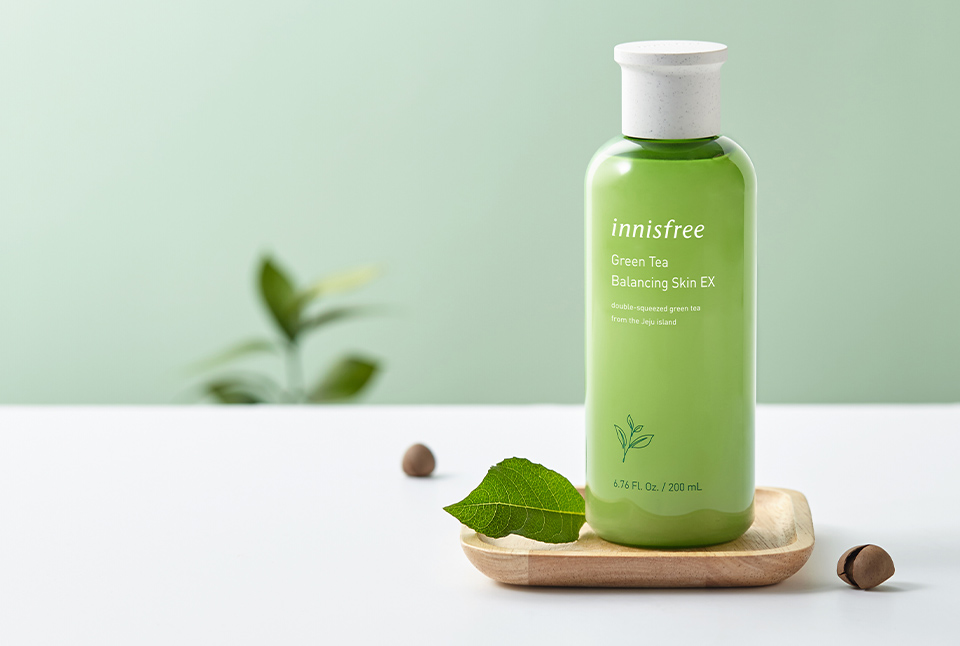 innisfree
Green Tea
Balancing Skin EX
double-squeezed green tea
from the Jeju island
6.76 Fl. Oz. / 200 mL